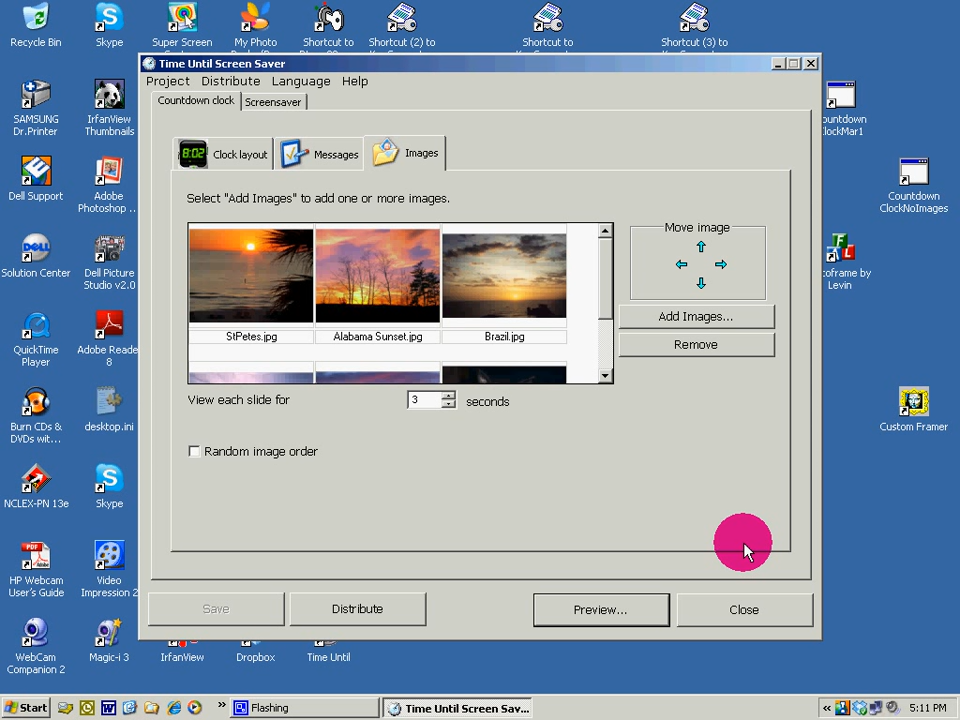 Recycle Bin
Skype
Super Screen
My Photo
Shortcut to
Shortcut (2) to
Shortcut to
Shortcut (3) to
Time Until Screen Saver
Project Distribute Language Help
Countdown clock Screensaver
SAMSUNG
Dr.Printer
IrfanView
Thumbnails
8:02 Clock layout Messages Images
Dell Support
Adobe
Photoshop ..
Select "Add Images" to add one or more images.
Countdown
ClockNoImages
Move image
DELL
Solution Center
Dell Picture
Studio v2.0
Add Images...
StPetes.jpg Alabama Sunset.jpg Brazil.jpg
Remove
QuickTime
Player
Adobe Reade
8
View each slide for 3 seconds
Burn CDs &
DVDs wit...
desktop.ini
Custom Framer
Random image order
NCLEX-PN 13e
Skype
HP Webcam
User's Guide
Video
Impression 2
Save Distribute Preview... Close
WebCam
Companion 2
Magic-i 3
IrfanView
Dropbox
Time Until
Start » Flashing Time Until Screen Sav... « 5:11 PM